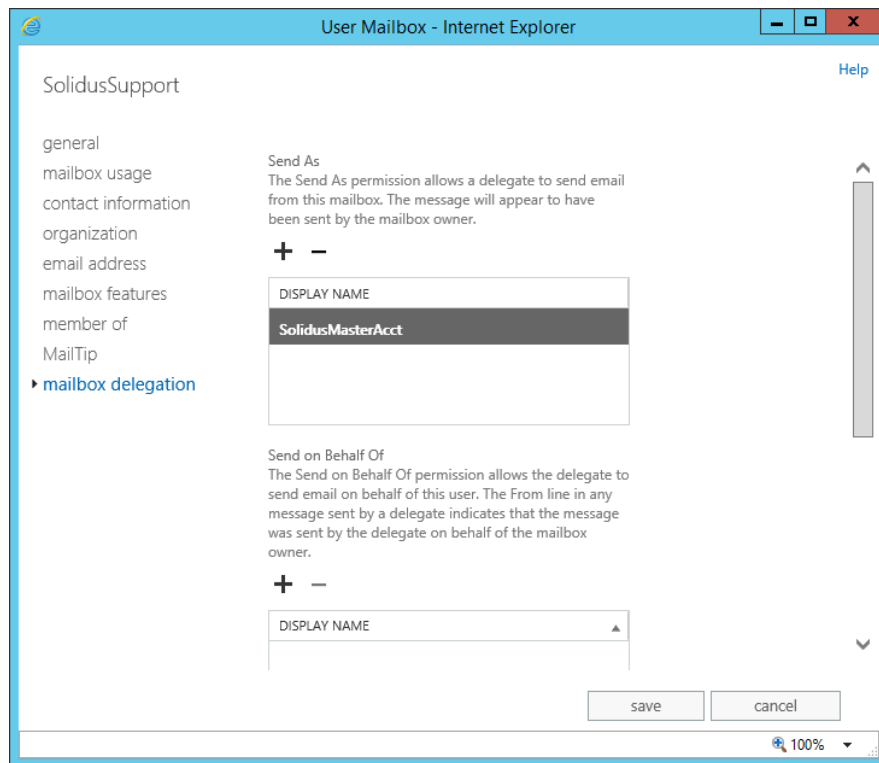 User Mailbox - Internet Explorer
Help
SolidusSupport
general
mailbox usage
contact information
organization
email address
mailbox features
member of
MailTip
mailbox delegation
Send As
The Send As permission allows a delegate to send email
from this mailbox. The message will appear to have
been sent by the mailbox owner.
DISPLAY NAME
SolidusMasterAcct
Send on Behalf Of
The Send on Behalf Of permission allows the delegate to
send email on behalf of this user. The From line in any
message sent by a delegate indicates that the message
was sent by the delegate on behalf of the mailbox
owner.
DISPLAY NAME
save
cancel
100%